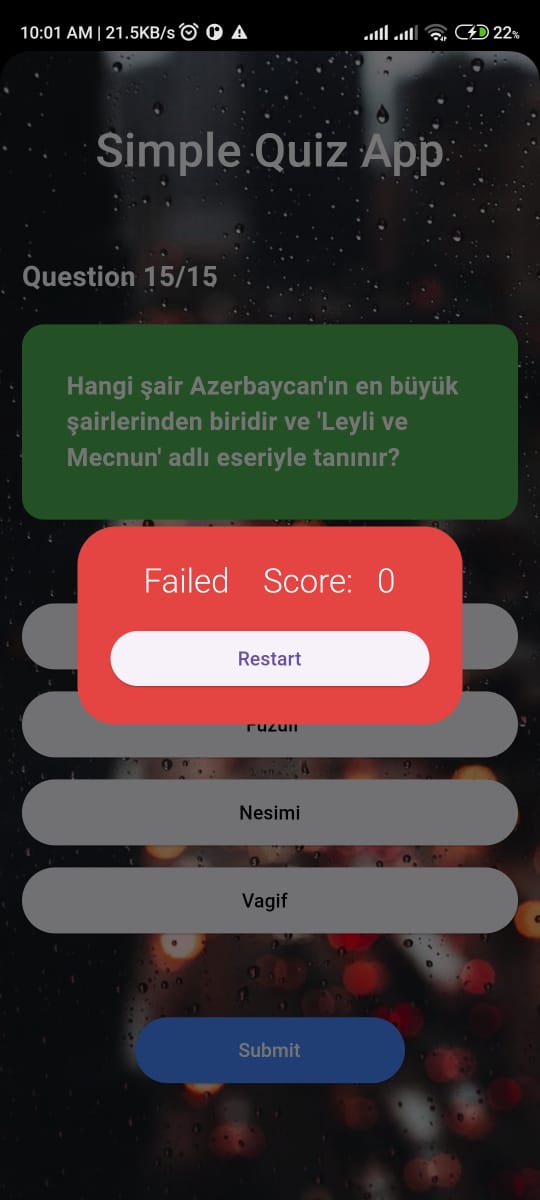 10:01 AM | 21.5KB/s
22%
Simple Quiz App
Question 15/15
Hangi şair Azerbaycan'ın en büyük
şairlerinden biridir ve 'Leyli ve
Mecnun' adlı eseriyle tanınır?
Failed Score: 0
Restart
Nesimi
Vagif
Submit